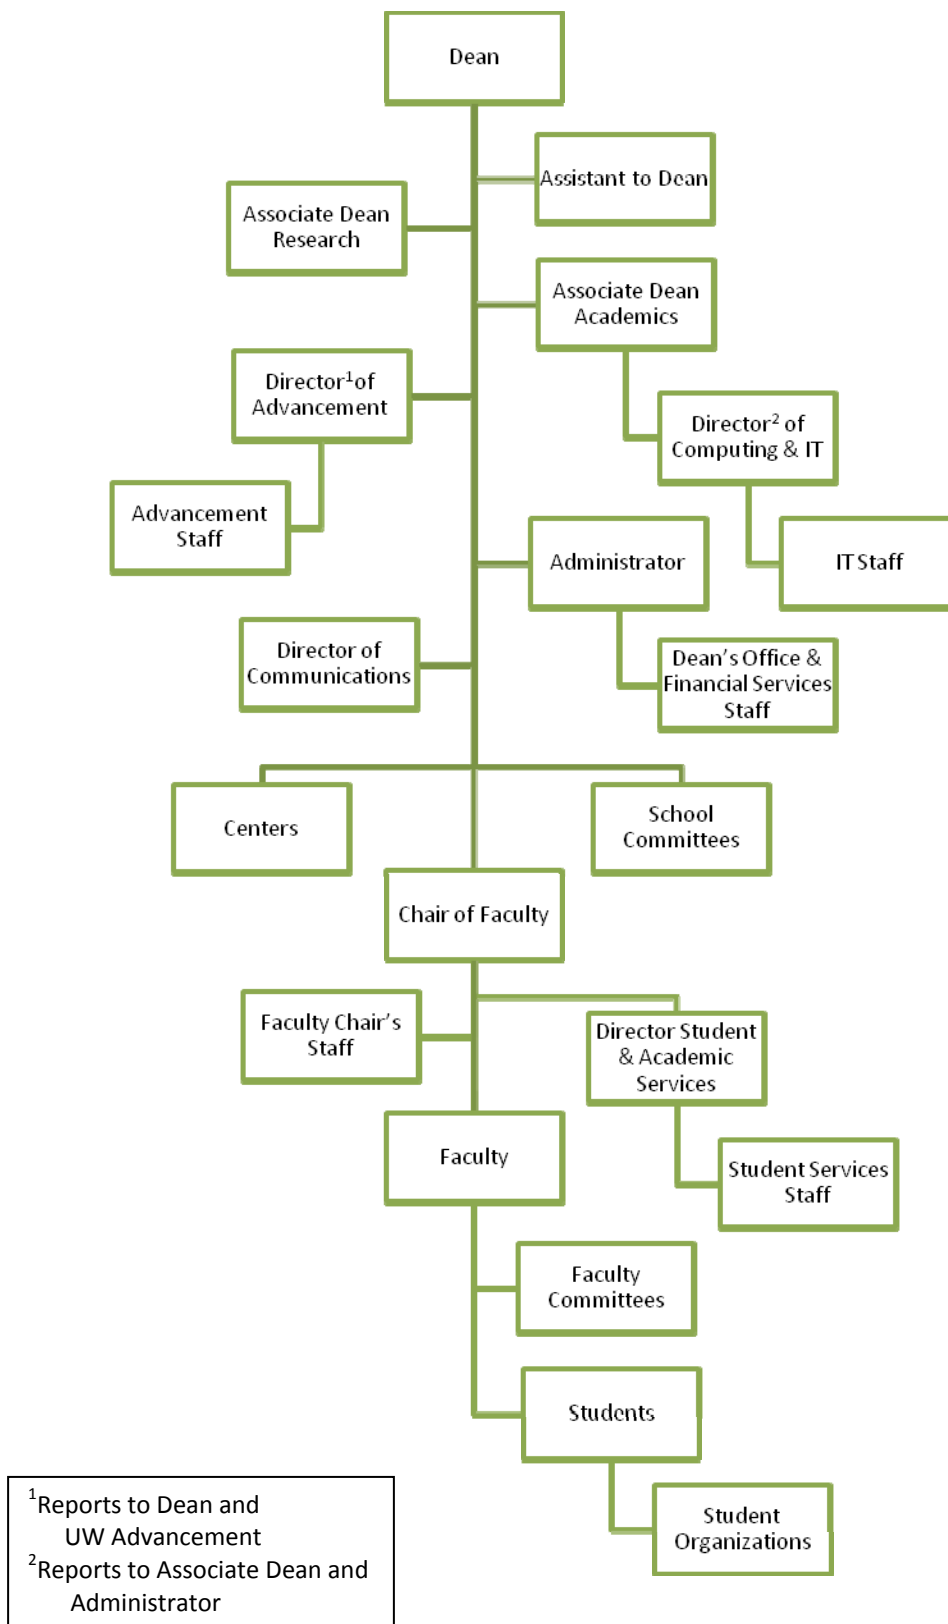 Dean
Assistant to Dean
Associate Dean
Research
Associate Dean
Academics
Director¹of
Advancement
Director² of
Computing & IT
Advancement
Staff
Administrator
IT Staff
Director of
Communications
Dean’s Office &
Financial Services
Staff
Centers
School
Committees
Chair of Faculty
Faculty Chair’s
Staff
Director Student
& Academic
Services
Faculty
Student Services
Staff
Faculty
Committees
Students
Student
Organizations
¹Reports to Dean and
UW Advancement
²Reports to Associate Dean and
Administrator